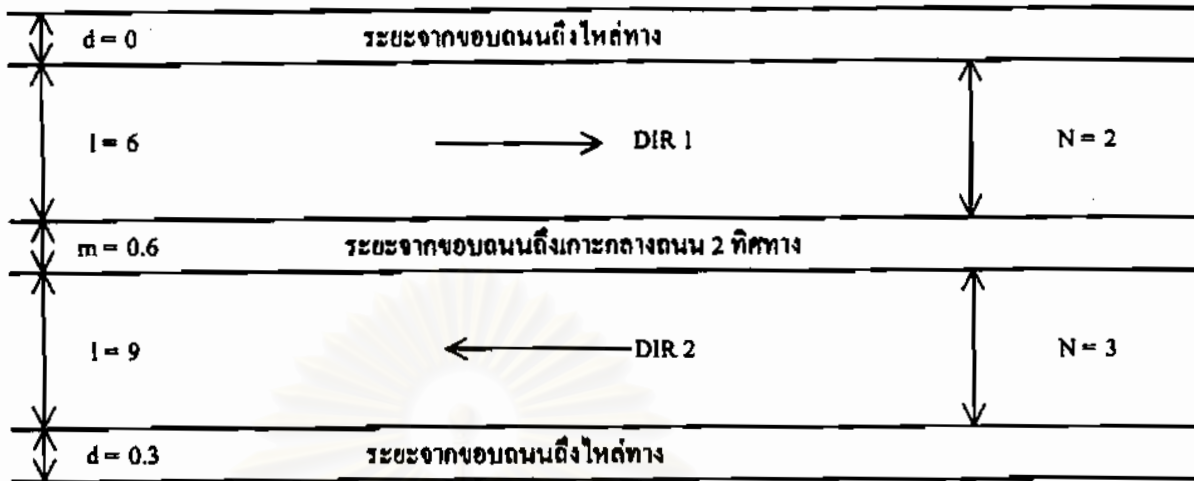 d = 0 ระยะจากขอบถนนถึงไหล่ทาง
l = 6 DIR 1 N = 2
m = 0.6 ระยะจากขอบถนนถึงเกาะกลางถนน 2 ทิศทาง
l = 9 DIR 2 N = 3
d = 0.3 ระยะจากขอบถนนถึงไหล่ทาง